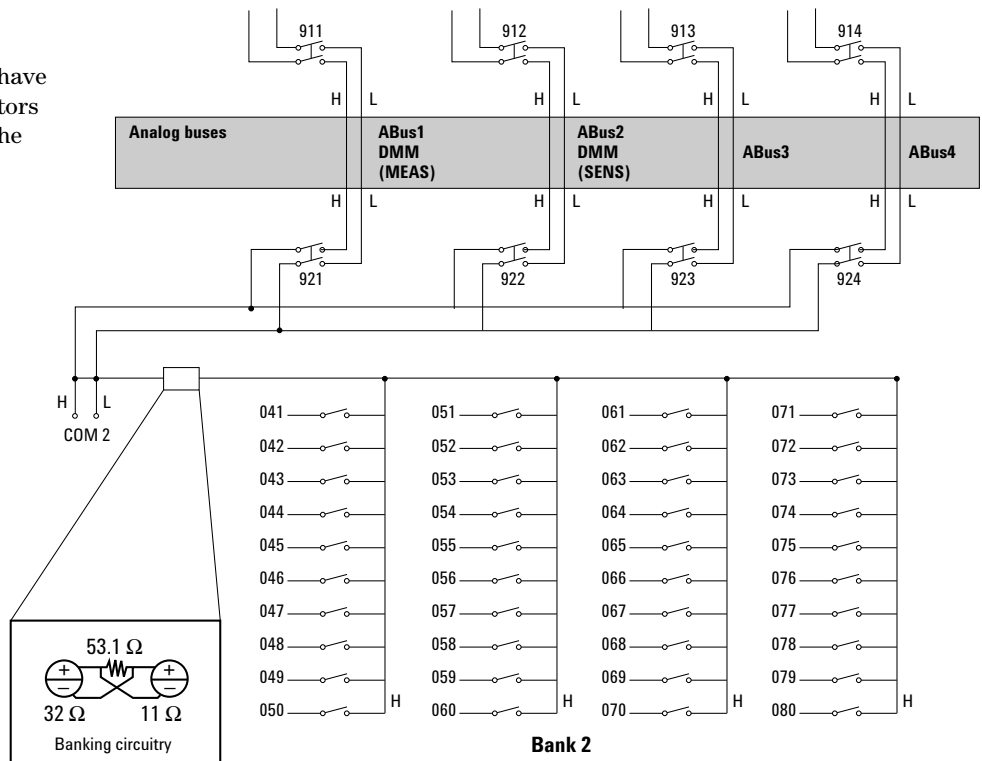 have
tors
he
911 912 913 914
H L H L H L H L
Analog buses ABus1 ABus2 ABus3 ABus4
DMM DMM
(MEAS) (SENS)
H L H L H L H L
921 922 923 924
H L
COM 2
041 051 061 071
042 052 062 072
043 053 063 073
044 054 064 074
045 055 065 075
046 056 066 076
047 057 067 077
048 058 068 078
049 059 069 079
050 H 060 H 070 H 080 H
53.1 Ω
+ − + −
32 Ω 11 Ω
Banking circuitry
Bank 2